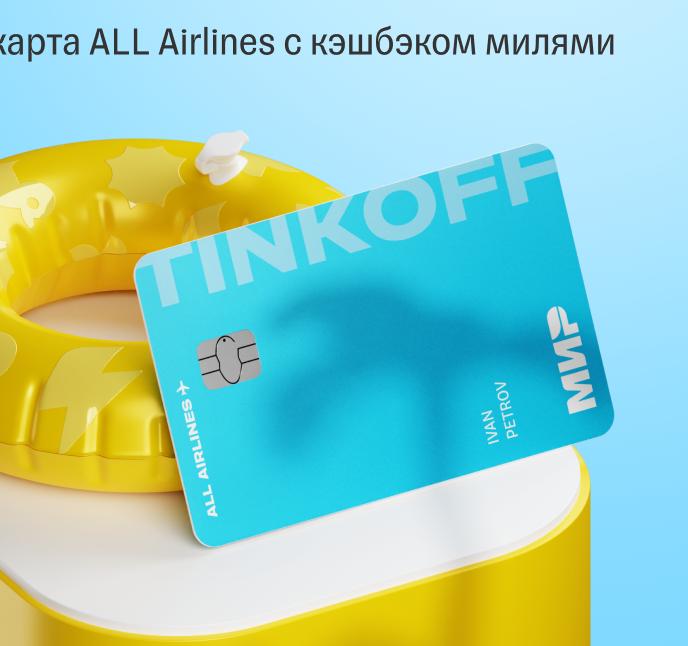 карта ALL Airlines с кэшбэком милями
TINKOFF
МИР
IVAN
PETROV
ALL AIRLINES